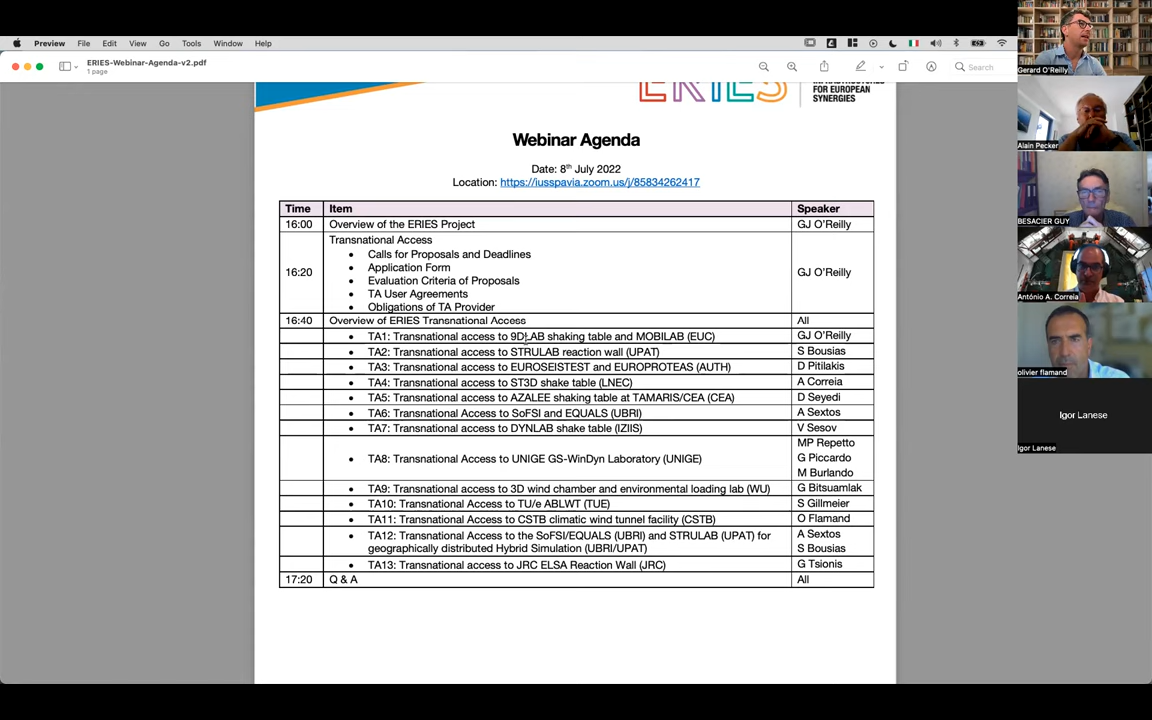 Preview File Edit View Go Tools Window Help
ERIES-Webinar-Agenda-v2.pdf
1 page
Search
ERIES
INFRASTRUCTURES
FOR EUROPEAN
SYNERGIES
Webinar Agenda
Date: 8th July 2022
Location: https://iusspavia.zoom.us/j/85834262417
Time Item Speaker
16:00 Overview of the ERIES Project GJ O'Reilly
Transnational Access
• Calls for Proposals and Deadlines
• Application Form
16:20 GJ O'Reilly
• Evaluation Criteria of Proposals
• TA User Agreements
• Obligations of TA Provider
16:40 Overview of ERIES Transnational Access All
• TA1: Transnational access to 9DLAB shaking table and MOBILAB (EUC) GJ O'Reilly
• TA2: Transnational access to STRULAB reaction wall (UPAT) S Bousias
• TA3: Transnational access to EUROSEISTEST and EUROPROTEAS (AUTH) D Pitilakis
• TA4: Transnational access to ST3D shake table (LNEC) A Correia
• TA5: Transnational access to AZALEE shaking table at TAMARIS/CEA (CEA) D Seyedi
• TA6: Transnational Access to SoFSI and EQUALS (UBRI) A Sextos
• TA7: Transnational access to DYNLAB shake table (IZIIS) V Sesov
MP Repetto
• TA8: Transnational Access to UNIGE GS-WinDyn Laboratory (UNIGE) G Piccardo
M Burlando
• TA9: Transnational access to 3D wind chamber and environmental loading lab (WU) G Bitsuamlak
• TA10: Transnational Access to TU/e ABLWT (TUE) S Gillmeier
• TA11: Transnational Access to CSTB climatic wind tunnel facility (CSTB) O Flamand
• TA12: Transnational Access to the SoFSI/EQUALS (UBRI) and STRULAB (UPAT) for A Sextos
geographically distributed Hybrid Simulation (UBRI/UPAT) S Bousias
• TA13: Transnational access to JRC ELSA Reaction Wall (JRC) G Tsionis
17:20 Q & A All
Gerard O'Reilly
Alain Pecker
BESACIER GUY
António A. Correia
olivier flamand
Igor Lanese
Igor Lanese